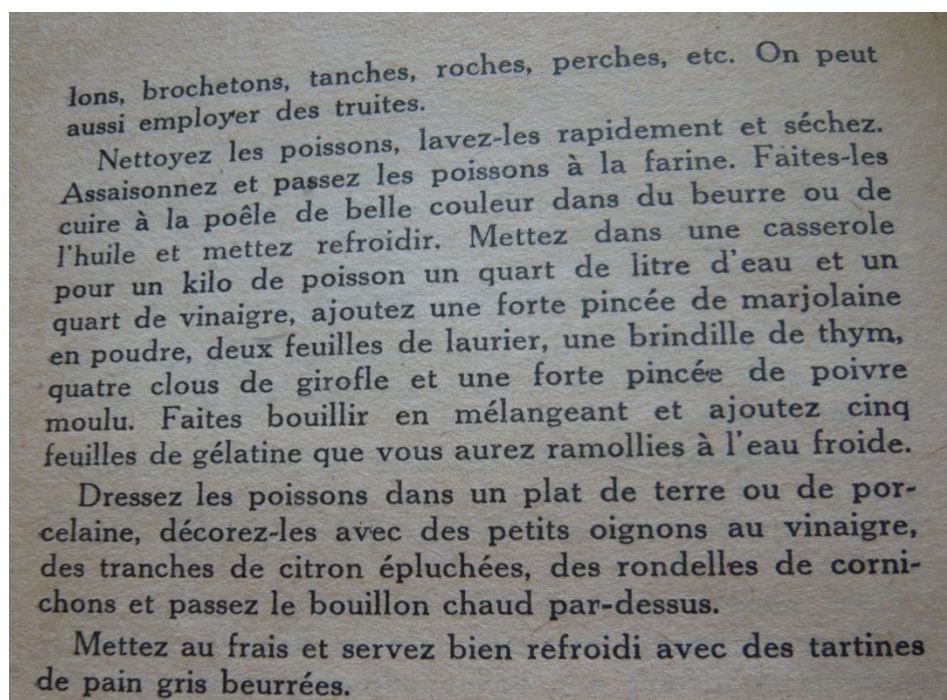 lons, brochetons, tanches, roches, perches, etc. On peut
aussi employer des truites.
Nettoyez les poissons, lavez-les rapidement et séchez.
Assaisonnez et passez les poissons à la farine. Faites-les
cuire à la poêle de belle couleur dans du beurre ou de
l'huile et mettez refroidir. Mettez dans une casserole
pour un kilo de poisson un quart de litre d'eau et un
quart de vinaigre, ajoutez une forte pincée de marjolaine
en poudre, deux feuilles de laurier, une brindille de thym,
quatre clous de girofle et une forte pincée de poivre
moulu. Faites bouillir en mélangeant et ajoutez cinq
feuilles de gélatine que vous aurez ramollies à l'eau froide.
Dressez les poissons dans un plat de terre ou de por-
celaine, décorez-les avec des petits oignons au vinaigre,
des tranches de citron épluchées, des rondelles de corni-
chons et passez le bouillon chaud par-dessus.
Mettez au frais et servez bien refroidi avec des tartines
de pain gris beurrées.